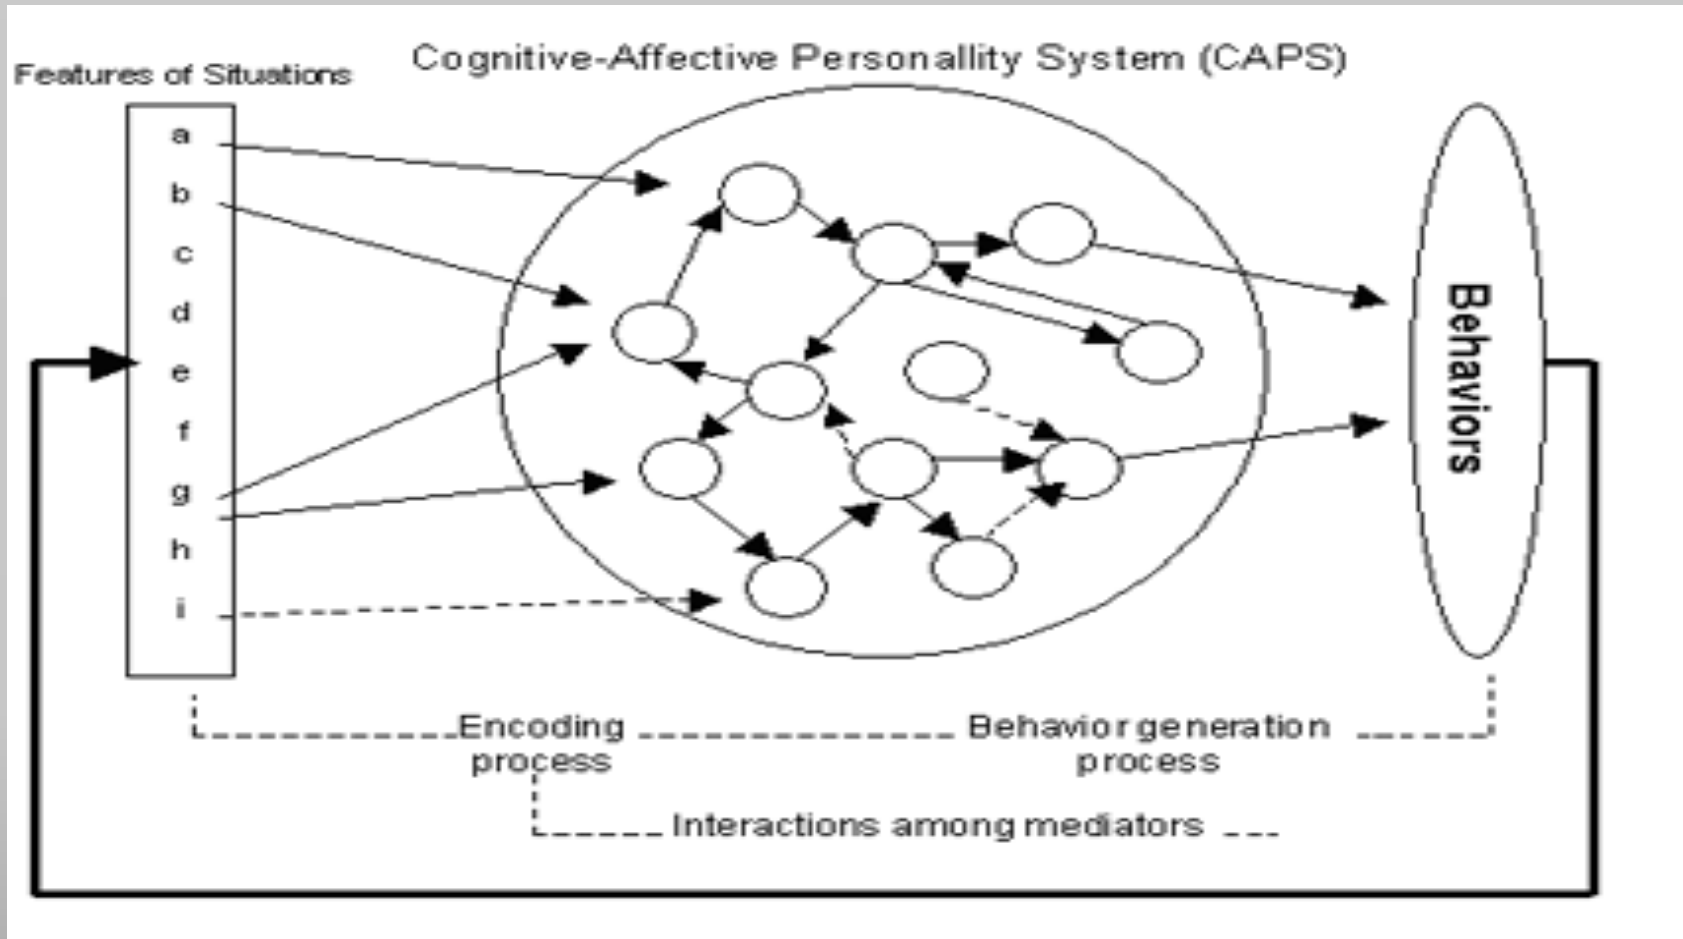 Cognitive-Affective Personallity System (CAPS)
Features of Situations
a
b
c
d
e
f
g
h
i
Behaviors
Encoding
process
Behavior generation
process
Interactions among mediators